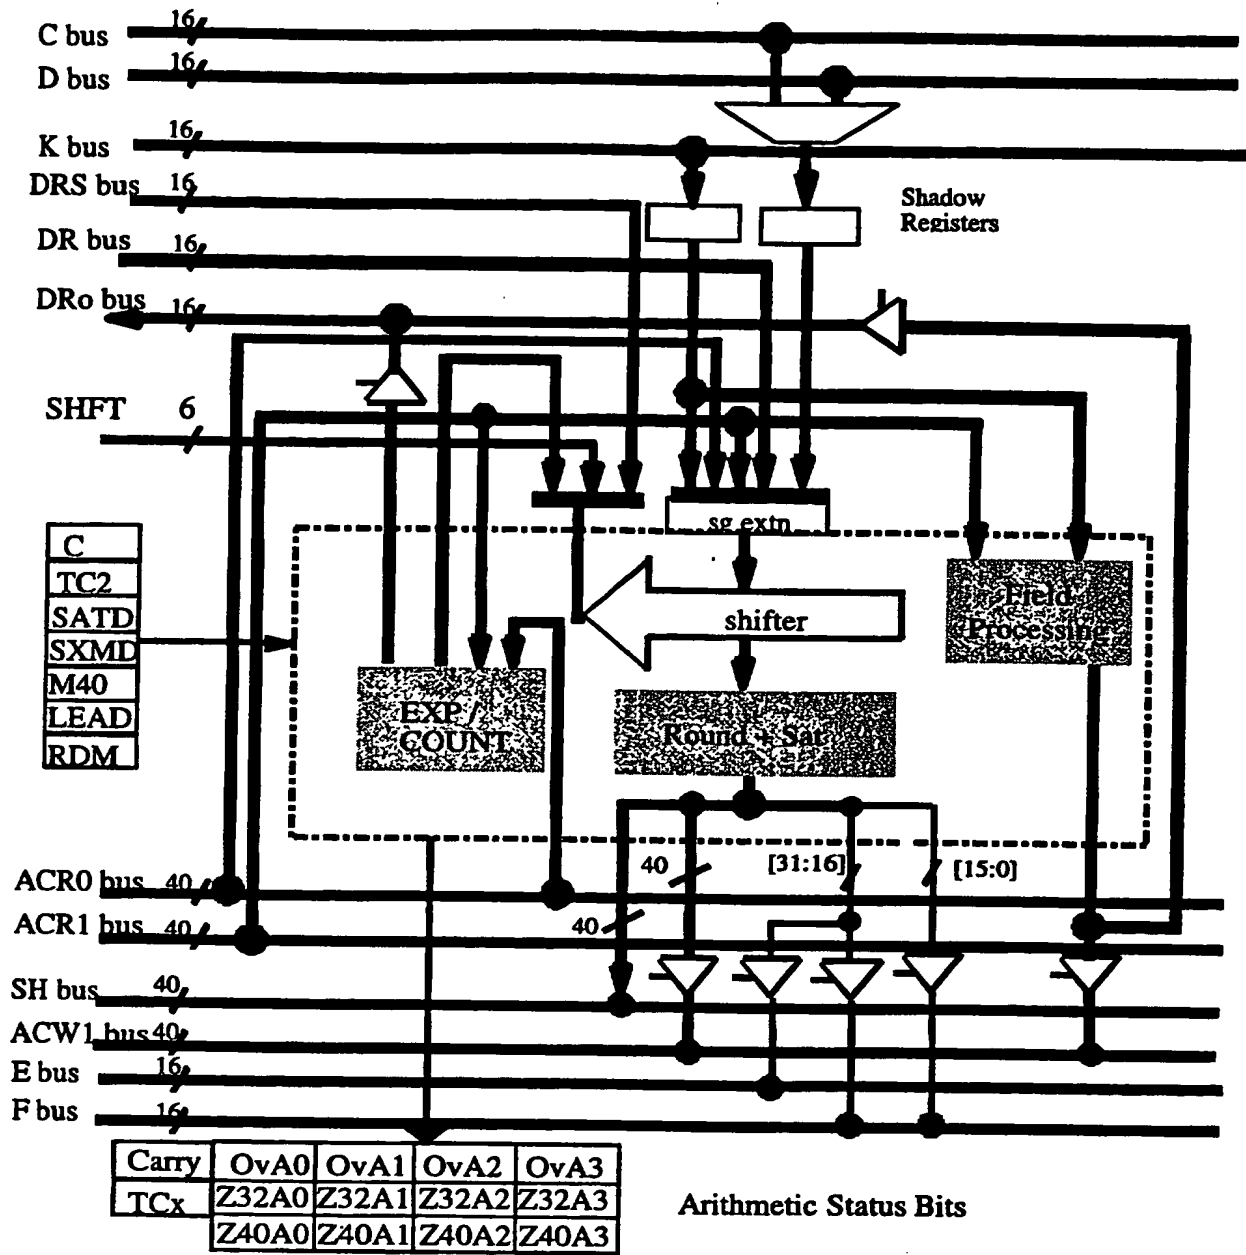 C bus 16
D bus 16
K bus 16
DRS bus 16
Shadow
Registers
DR bus 16
DRo bus 16
SHFT 6
sg extn
C
TC2
SATD
SXMD
M40
LEAD
RDM
shifter
Field
Processing
EXP /
COUNT
Round + Sat
40
[31:16]
[15:0]
ACR0 bus 40
40
ACR1 bus 40
SH bus 40
ACW1 bus 40
E bus 16
F bus 16
Carry OvA0 OvA1 OvA2 OvA3
TCx Z32A0 Z32A1 Z32A2 Z32A3
Z40A0 Z40A1 Z40A2 Z40A3
Arithmetic Status Bits